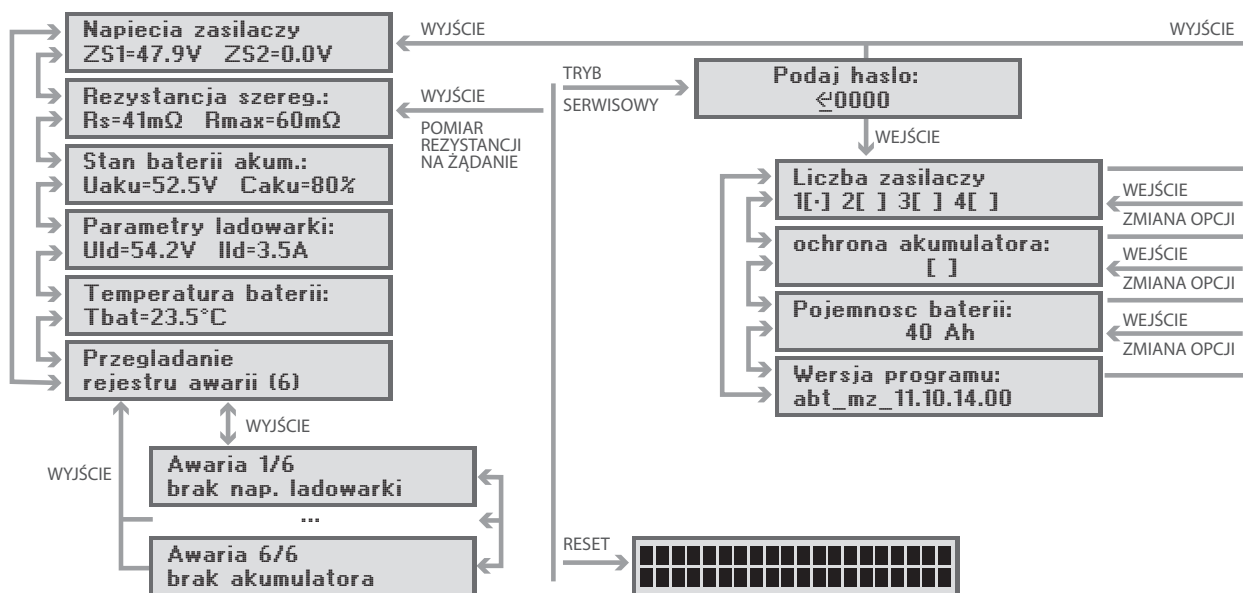 Napiecia zasilaczy
ZS1=47.9V ZS2=0.0V
Rezystancja szereg.:
Rs=41mΩ Rmax=60mΩ
Stan baterii akum.:
Uaku=52.5V Caku=80%
Parametry ladowarki:
Uld=54.2V Ild=3.5A
Temperatura baterii:
Tbat=23.5°C
Przegladanie
rejestru awarii (6)
WYJŚCIE
WYJŚCIE
Awaria 1/6
brak nap. ladowarki
...
Awaria 6/6
brak akumulatora
WYJŚCIE
WYJŚCIE
POMIAR
REZYSTANCJI
NA ŻĄDANIE
WYJŚCIE
TRYB
SERWISOWY
Podaj haslo:
↵0000
WEJŚCIE
Liczba zasilaczy
1[·] 2[ ] 3[ ] 4[ ]
WEJŚCIE
ZMIANA OPCJI
ochrona akumulatora:
[ ]
WEJŚCIE
ZMIANA OPCJI
Pojemnosc baterii:
40 Ah
WEJŚCIE
ZMIANA OPCJI
Wersja programu:
abt_mz_11.10.14.00
RESET